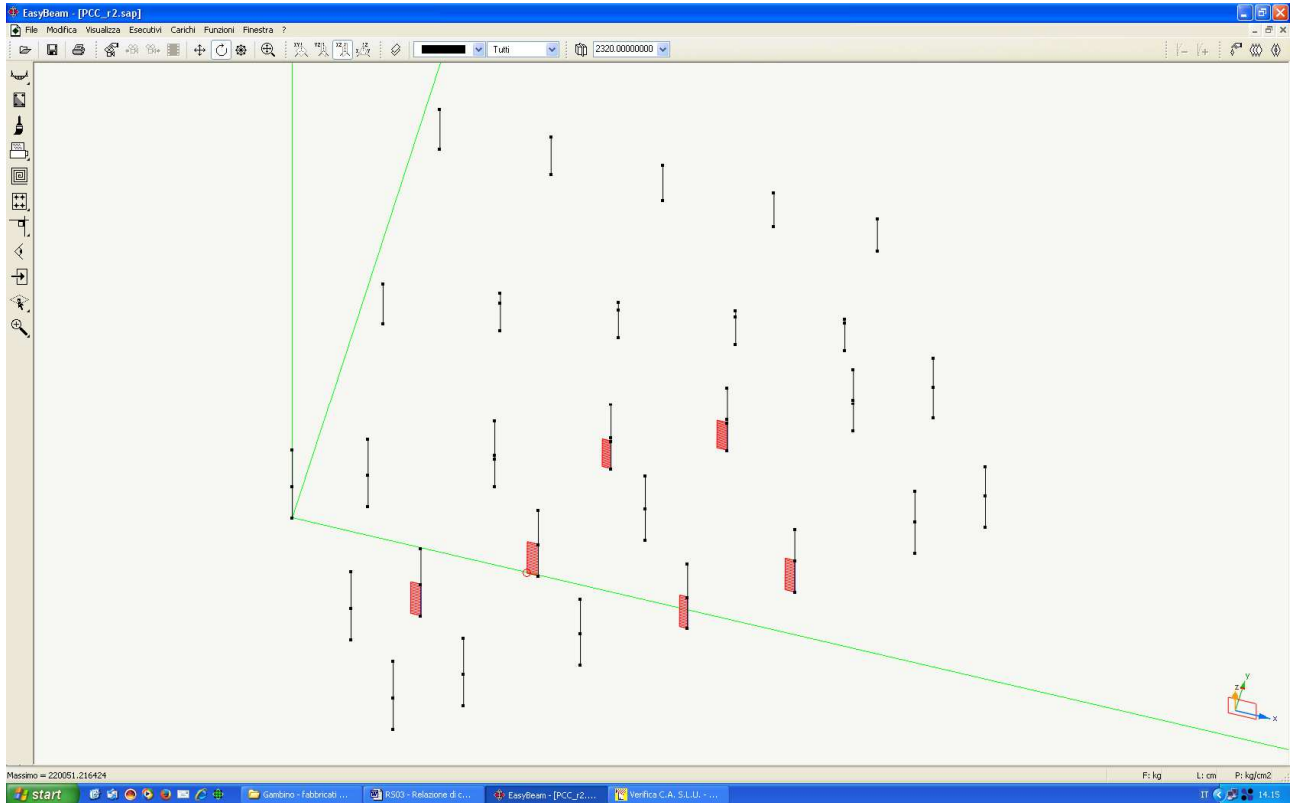 EasyBeam - [PCC_r2.sap]
File Modifica Visualizza Esecutivi Carichi Funzioni Finestra ?
Tutti 2320.00000000
y
z
x
Massimo = 220051.216424 F: kg L: cm P: kg/cm2
start Gambino - fabbricati ... RS03 - Relazione di c... EasyBeam - [PCC_r2.... Verifica C.A. S.L.U. - ... IT 14.15